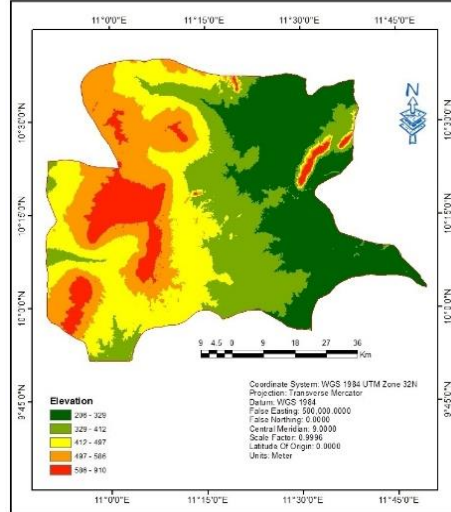 11°0'0"E 11°15'0"E 11°30'0"E 11°45'0"E
N
10°30'0"N 10°30'0"N
10°15'0"N 10°15'0"N
10°0'0"N 10°0'0"N
9 4.5 0 9 18 27 36
Km
9°45'0"N 9°45'0"N
Coordinate System: WGS 1984 UTM Zone 32N
Projection: Transverse Mercator
Datum: WGS 1984
False Easting: 500,000.0000
False Northing: 0.0000
Central Meridian: 9.0000
Scale Factor: 0.9996
Latitude Of Origin: 0.0000
Units: Meter
Elevation
206 - 329
329 - 412
412 - 497
497 - 586
586 - 910
11°0'0"E 11°15'0"E 11°30'0"E 11°45'0"E